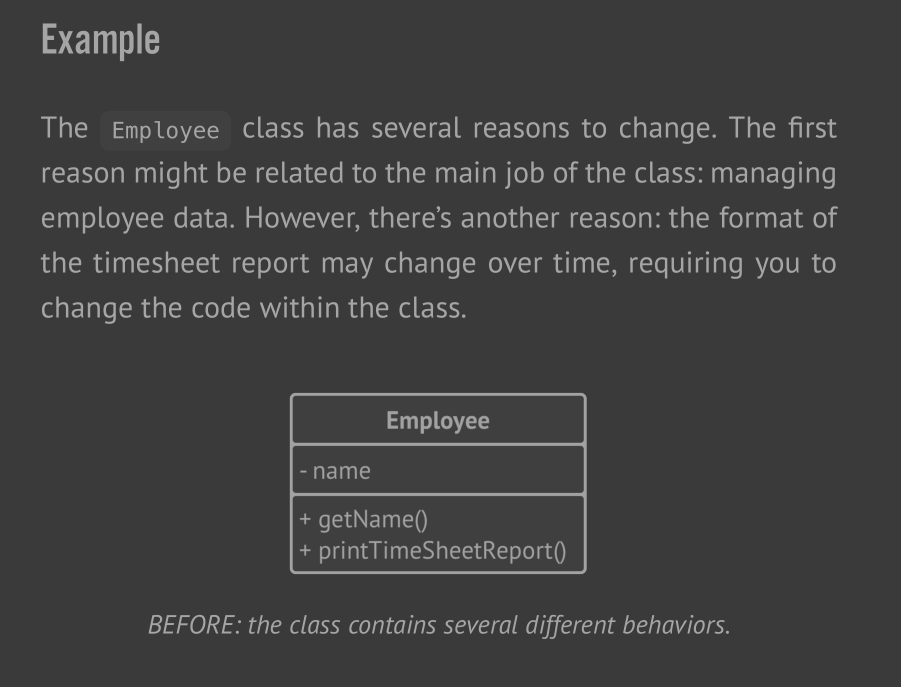 Example
The Employee class has several reasons to change. The first
reason might be related to the main job of the class: managing
employee data. However, there’s another reason: the format of
the timesheet report may change over time, requiring you to
change the code within the class.
Employee
- name
+ getName()
+ printTimeSheetReport()
BEFORE: the class contains several different behaviors.